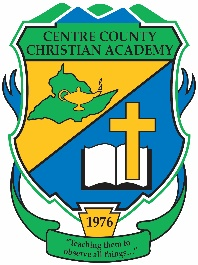 CENTRE COUNTY
CHRISTIAN ACADEMY
1976
"Teaching them to
observe all things..."